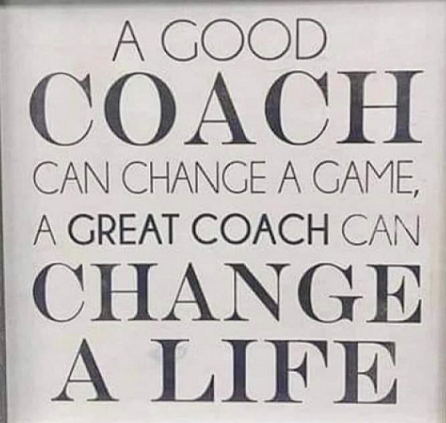 A GOOD
COACH
CAN CHANGE A GAME,
A GREAT COACH CAN
CHANGE
A LIFE